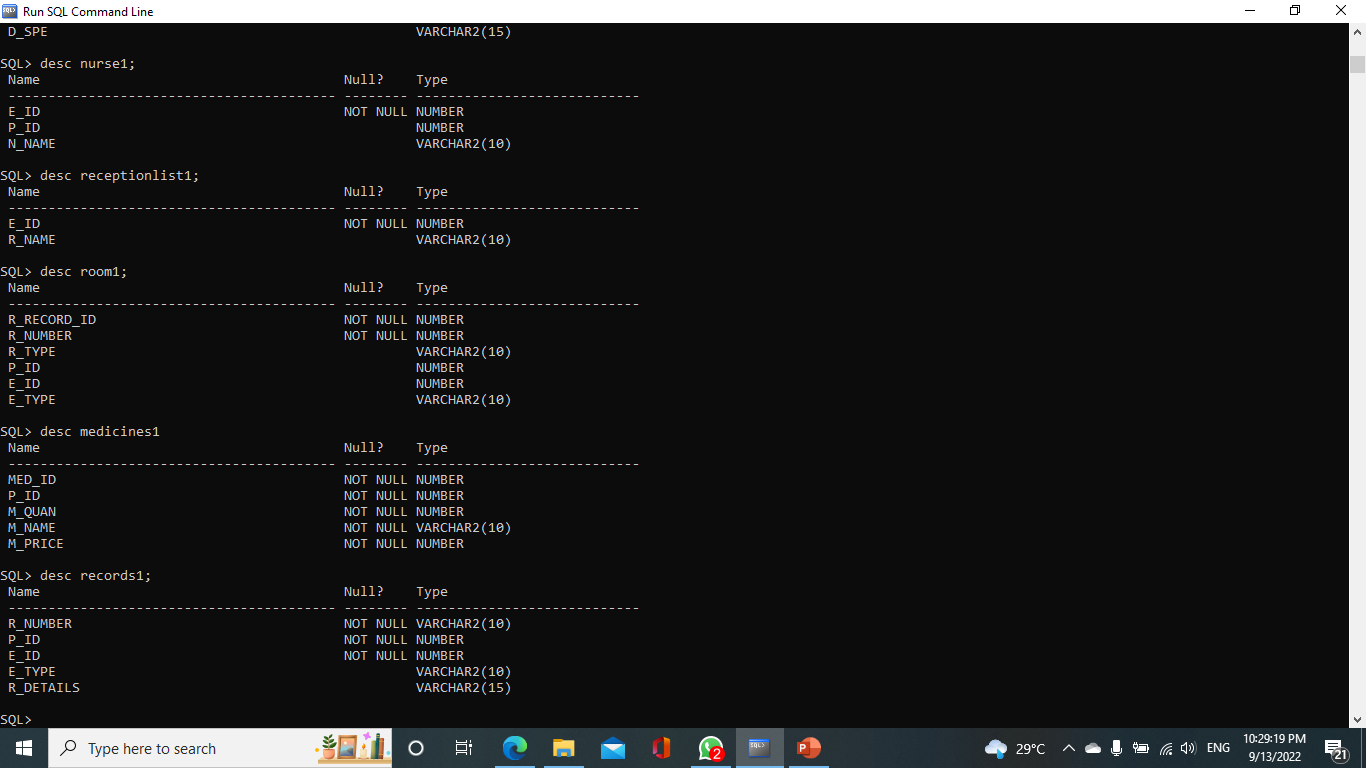 Run SQL Command Line
D_SPE VARCHAR2(15)
SQL> desc nurse1;
Name Null? Type
----------------------------------------- -------- ----------------------------
E_ID NOT NULL NUMBER
P_ID NUMBER
N_NAME VARCHAR2(10)
SQL> desc receptionlist1;
Name Null? Type
----------------------------------------- -------- ----------------------------
E_ID NOT NULL NUMBER
R_NAME VARCHAR2(10)
SQL> desc room1;
Name Null? Type
----------------------------------------- -------- ----------------------------
R_RECORD_ID NOT NULL NUMBER
R_NUMBER NOT NULL NUMBER
R_TYPE VARCHAR2(10)
P_ID NUMBER
E_ID NUMBER
E_TYPE VARCHAR2(10)
SQL> desc medicines1
Name Null? Type
----------------------------------------- -------- ----------------------------
MED_ID NOT NULL NUMBER
P_ID NOT NULL NUMBER
M_QUAN NOT NULL NUMBER
M_NAME NOT NULL VARCHAR2(10)
M_PRICE NOT NULL NUMBER
SQL> desc records1;
Name Null? Type
----------------------------------------- -------- ----------------------------
R_NUMBER NOT NULL VARCHAR2(10)
P_ID NOT NULL NUMBER
E_ID NOT NULL NUMBER
E_TYPE VARCHAR2(10)
R_DETAILS VARCHAR2(15)
SQL>
Type here to search
2
29°C
ENG
10:29:19 PM
9/13/2022
21